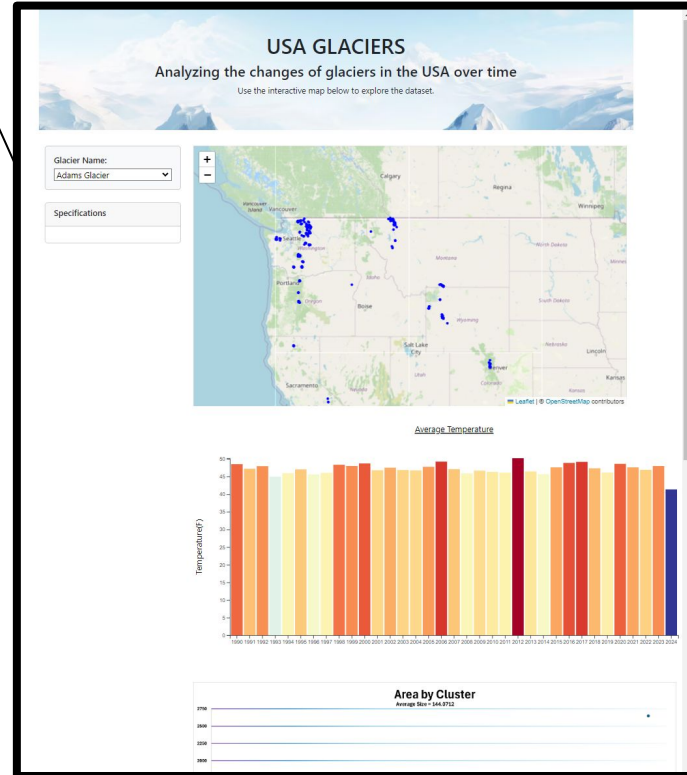 USA GLACIERS
Analyzing the changes of glaciers in the USA over time
Use the interactive map below to explore the dataset.
Glacier Name:
Adams Glacier
Specifications
+
−
Calgary
Regina
Winnipeg
Vancouver
Island
Vancouver
Seattle
Washington
North Dakota
Montana
Portland
Idaho
Oregon
Boise
South Dakota
Wyoming
Salt Lake
City
Nebraska
Lincoln
Denver
Sacramento
Nevada
Utah
Colorado
Kansas
Kansas
Leaflet | © OpenStreetMap contributors
Average Temperature
Temperature(F)
50
45
40
35
30
25
20
15
10
5
0
1990 1991 1992 1993 1994 1995 1996 1997 1998 1999 2000 2001 2002 2003 2004 2005 2006 2007 2008 2009 2010 2011 2012 2013 2014 2015 2016 2017 2018 2019 2020 2021 2022 2023 2024
Area by Cluster
Average Size = 144.0712
2750
2500
2250
2000